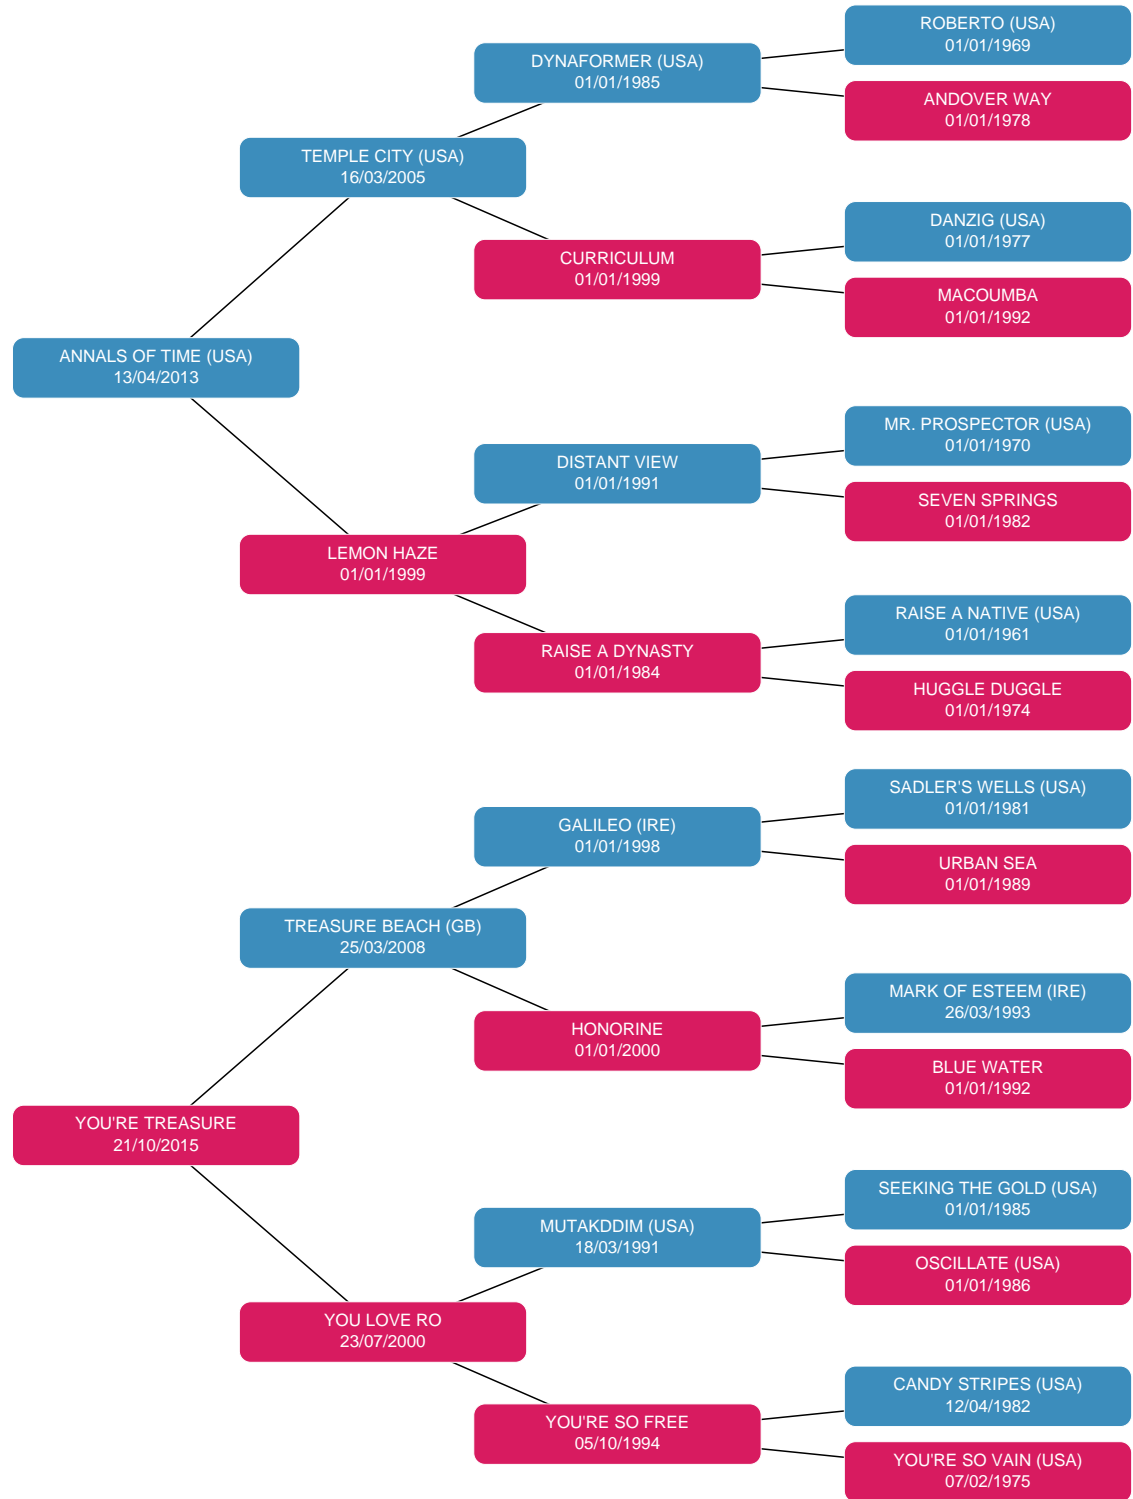 ROBERTO (USA)
01/01/1969
DYNAFORMER (USA)
01/01/1985
ANDOVER WAY
01/01/1978
TEMPLE CITY (USA)
16/03/2005
DANZIG (USA)
01/01/1977
CURRICULUM
01/01/1999
MACOUMBA
01/01/1992
ANNALS OF TIME (USA)
13/04/2013
MR. PROSPECTOR (USA)
01/01/1970
DISTANT VIEW
01/01/1991
SEVEN SPRINGS
01/01/1982
LEMON HAZE
01/01/1999
RAISE A NATIVE (USA)
01/01/1961
RAISE A DYNASTY
01/01/1984
HUGGLE DUGGLE
01/01/1974
SADLER'S WELLS (USA)
01/01/1981
GALILEO (IRE)
01/01/1998
URBAN SEA
01/01/1989
TREASURE BEACH (GB)
25/03/2008
MARK OF ESTEEM (IRE)
26/03/1993
HONORINE
01/01/2000
BLUE WATER
01/01/1992
YOU'RE TREASURE
21/10/2015
SEEKING THE GOLD (USA)
01/01/1985
MUTAKDDIM (USA)
18/03/1991
OSCILLATE (USA)
01/01/1986
YOU LOVE RO
23/07/2000
CANDY STRIPES (USA)
12/04/1982
YOU'RE SO FREE
05/10/1994
YOU'RE SO VAIN (USA)
07/02/1975